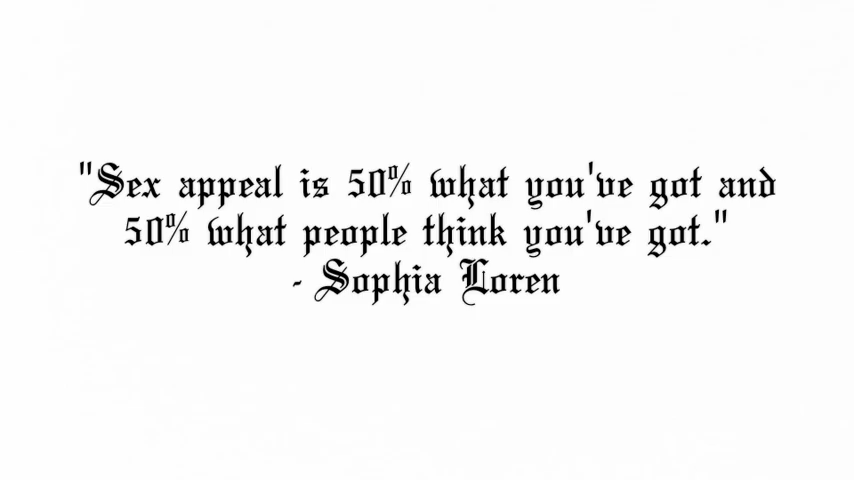 "Sex appeal is 50% what you've got and
50% what people think you've got."
- Sophia Loren